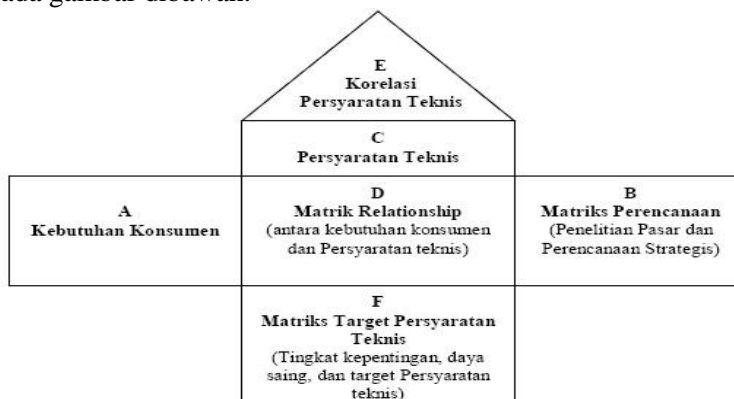 ada gambar dibawah.
E
Korelasi
Persyaratan Teknis
C
Persyaratan Teknis
A
Kebutuhan Konsumen
D
Matrik Relationship
(antara kebutuhan konsumen
dan Persyaratan teknis)
B
Matriks Perencanaan
(Penelitian Pasar dan
Perencanaan Strategis)
F
Matriks Target Persyaratan
Teknis
(Tingkat kepentingan, daya
saing, dan target Persyaratan
teknis)